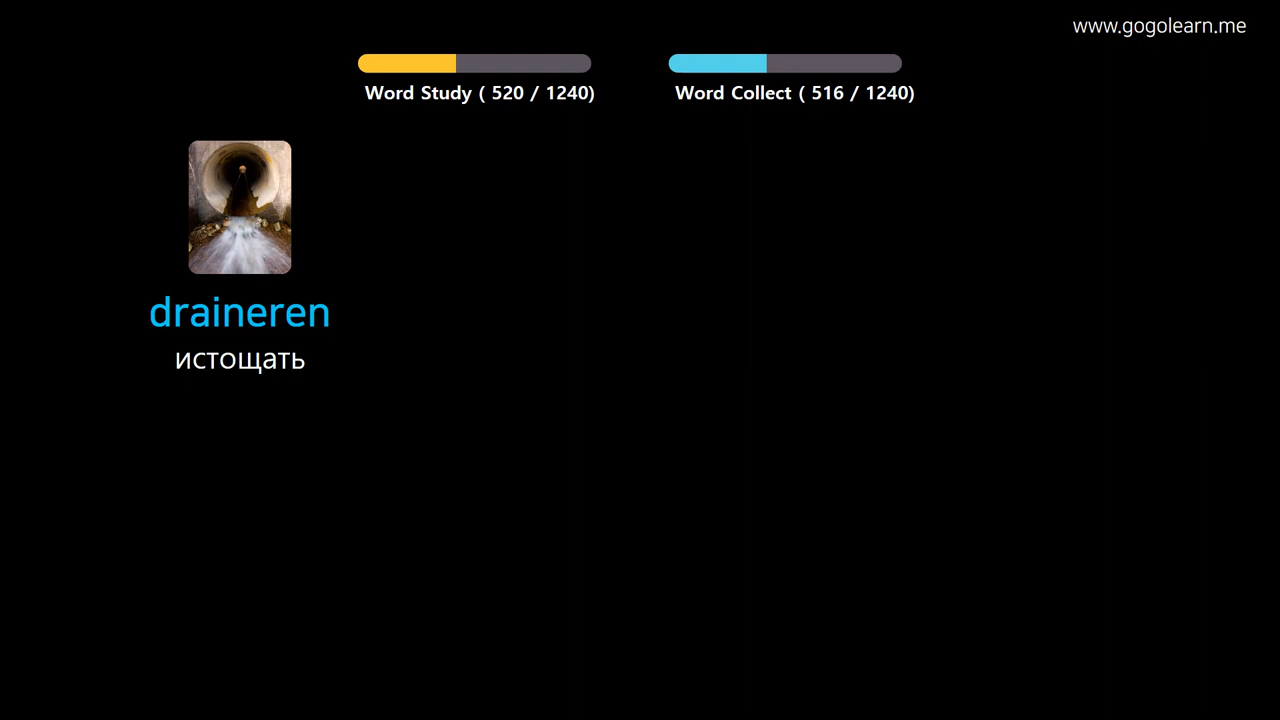 www.gogolearn.me
Word Study ( 520 / 1240)
Word Collect ( 516 / 1240)
draineren
истощать